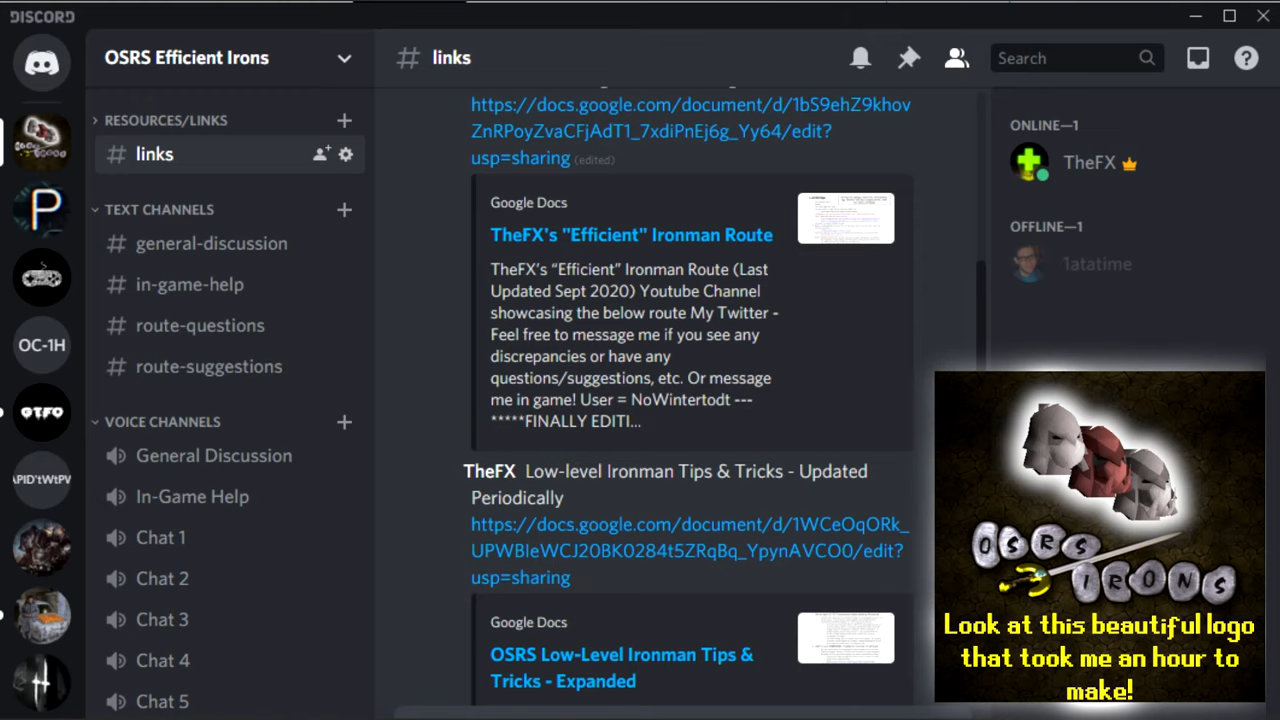 DISCORD
OSRS Efficient Irons
RESOURCES/LINKS
links
TEXT CHANNELS
general-discussion
in-game-help
route-questions
route-suggestions
VOICE CHANNELS
General Discussion
In-Game Help
Chat 1
Chat 2
Chat 3
Chat 4
Chat 5
P
OC-1H
GTFO
APID'tWtPV
links
Search
https://docs.google.com/document/d/1bS9ehZ9khov
ZnRPoyZvaCFjAdT1_7xdiPnEj6g_Yy64/edit?
usp=sharing (edited)
Google Docs
TheFX's "Efficient" Ironman Route
TheFX's “Efficient” Ironman Route (Last
Updated Sept 2020) Youtube Channel
showcasing the below route My Twitter -
Feel free to message me if you see any
discrepancies or have any
questions/suggestions, etc. Or message
me in game! User = NoWintertodt ---
*****FINALLY EDITI...
TheFX Low-level Ironman Tips & Tricks - Updated
Periodically
https://docs.google.com/document/d/1WCeOqORk_
UPWBIeWCJ20BK0284t5ZRqBq_YpynAVCO0/edit?
usp=sharing
Google Docs
OSRS Low-Level Ironman Tips &
Tricks - Expanded
ONLINE—1
TheFX
OFFLINE—1
1atatime
OSRS
IRONS
Look at this beautiful logo
that took me an hour to
make!